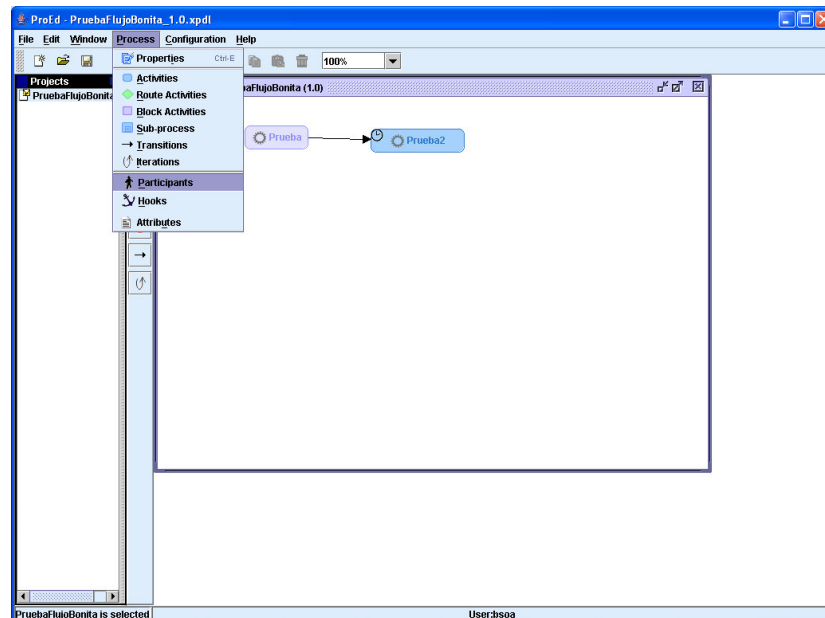 ProEd - PruebaFlujoBonita_1.0.xpdl
File Edit Window Process Configuration Help
Properties Ctrl-E
100%
Projects
PruebaFlujoBonita
baFlujoBonita (1.0)
Activities
Route Activities
Block Activities
Sub-process
Transitions
Iterations
Participants
Hooks
Attributes
Prueba
Prueba2
PruebaFlujoBonita is selected
User:bsoa